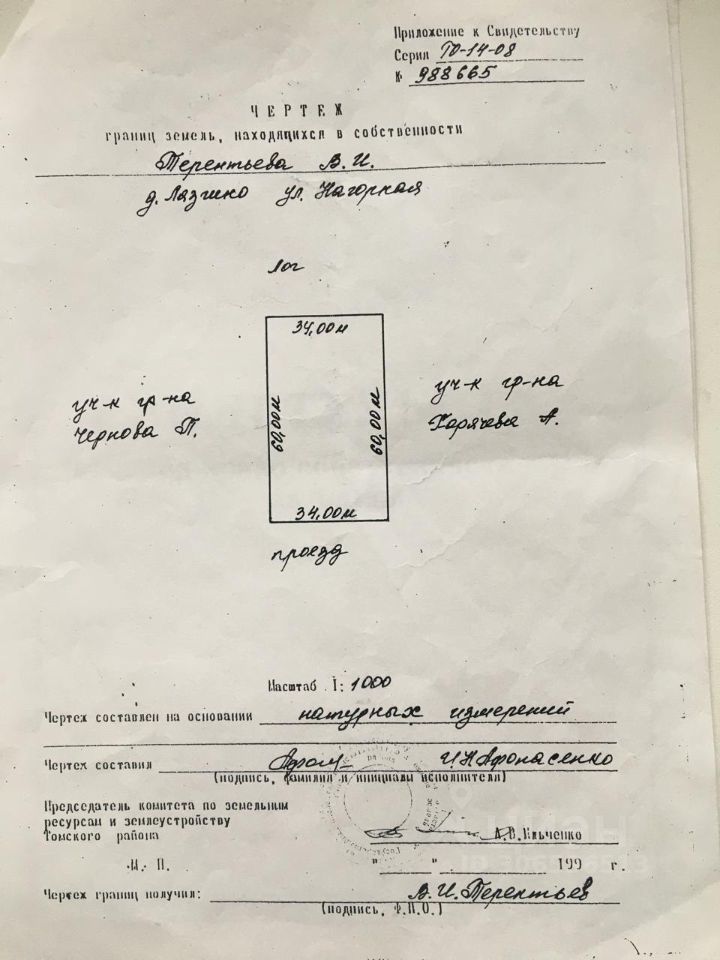 Приложение к Свидетельству
Серия ТО-14-08
№ 988665
ЧЕРТЕЖ
границ земель, находящихся в собственности
Терентьева В.И.
д. Лязгино ул. Нагорная
лог
34,00м
уч-к гр-на
Чернова П.
60,00м
60,00м
уч-к гр-на
Горячева А.
34,00м
проезд
Масштаб 1:1000
Чертеж составлен на основании натурных измерений
Чертеж составил И.Н Афонасенко
(подпись, фамилия и инициалы исполнителя)
Председатель комитета по земельным
ресурсам и землеустройству
Томского района А.В.Ильченко
М. П. " " 199 г.
Чертеж границ получил: В.И.Терентьев
(подпись, Ф.И.О.)